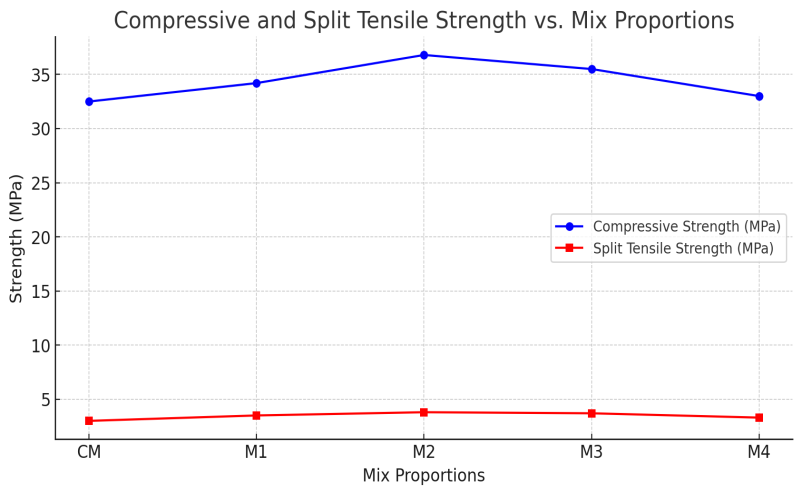 Compressive and Split Tensile Strength vs. Mix Proportions
Strength (MPa)
35
30
25
20
15
10
5
Compressive Strength (MPa)
Split Tensile Strength (MPa)
CM M1 M2 M3 M4
Mix Proportions